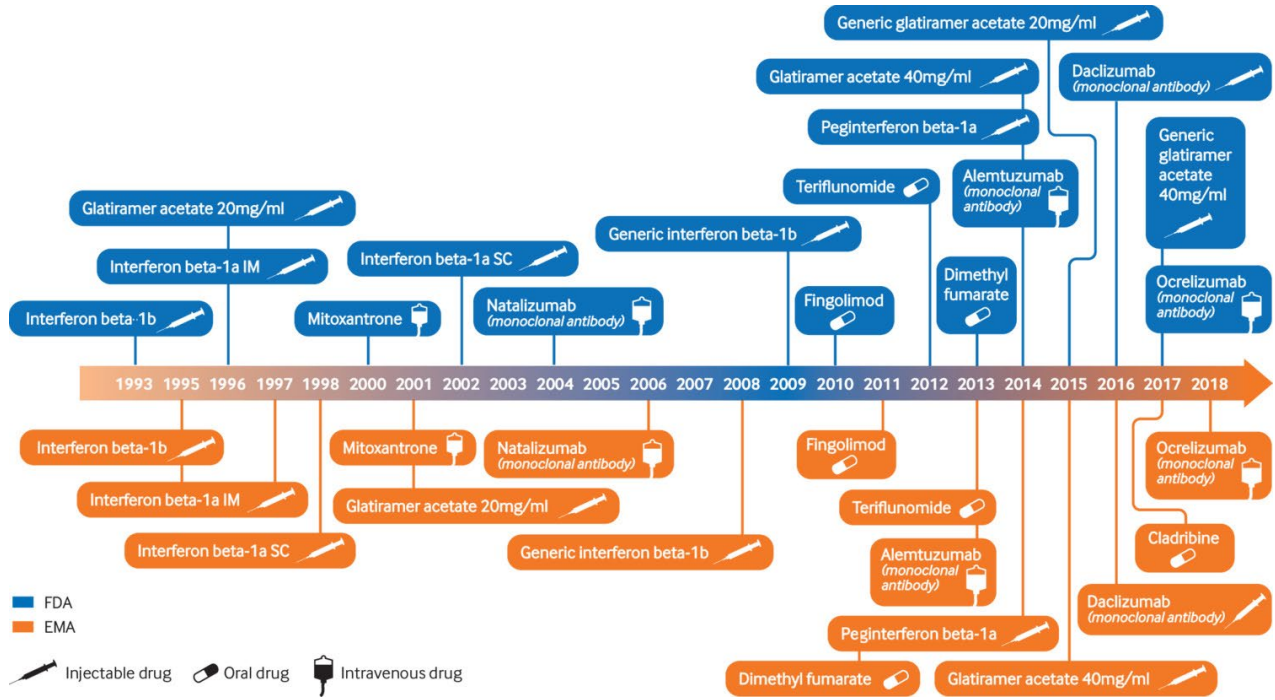 Generic glatiramer acetate 20mg/ml
Glatiramer acetate 40mg/ml
Daclizumab
(monoclonal antibody)
Peginterferon beta-1a
Generic
glatiramer
acetate
40mg/ml
Teriflunomide
Alemtuzumab
(monoclonal
antibody)
Glatiramer acetate 20mg/ml
Generic interferon beta-1b
Interferon beta-1a IM
Interferon beta-1a SC
Dimethyl
fumarate
Ocrelizumab
(monoclonal
antibody)
Interferon beta-1b
Mitoxantrone
Natalizumab
(monoclonal antibody)
Fingolimod
1993 1995 1996 1997 1998 2000 2001 2002 2003 2004 2005 2006 2007 2008 2009 2010 2011 2012 2013 2014 2015 2016 2017 2018
Interferon beta-1b
Mitoxantrone
Natalizumab
(monoclonal antibody)
Fingolimod
Ocrelizumab
(monoclonal
antibody)
Interferon beta-1a IM
Glatiramer acetate 20mg/ml
Teriflunomide
Interferon beta-1a SC
Generic interferon beta-1b
Alemtuzumab
(monoclonal
antibody)
Cladribine
Daclizumab
(monoclonal antibody)
Peginterferon beta-1a
Dimethyl fumarate
Glatiramer acetate 40mg/ml
FDA
EMA
Injectable drug
Oral drug
Intravenous drug